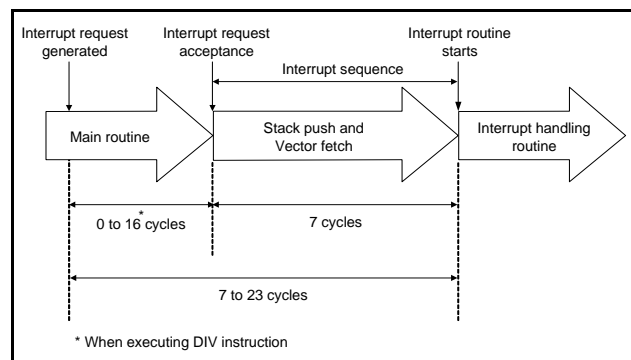 Interrupt request
generated
Interrupt request
acceptance
Interrupt routine
starts
Interrupt sequence
Main routine
Stack push and
Vector fetch
Interrupt handling
routine
*
0 to 16 cycles
7 cycles
7 to 23 cycles
* When executing DIV instruction